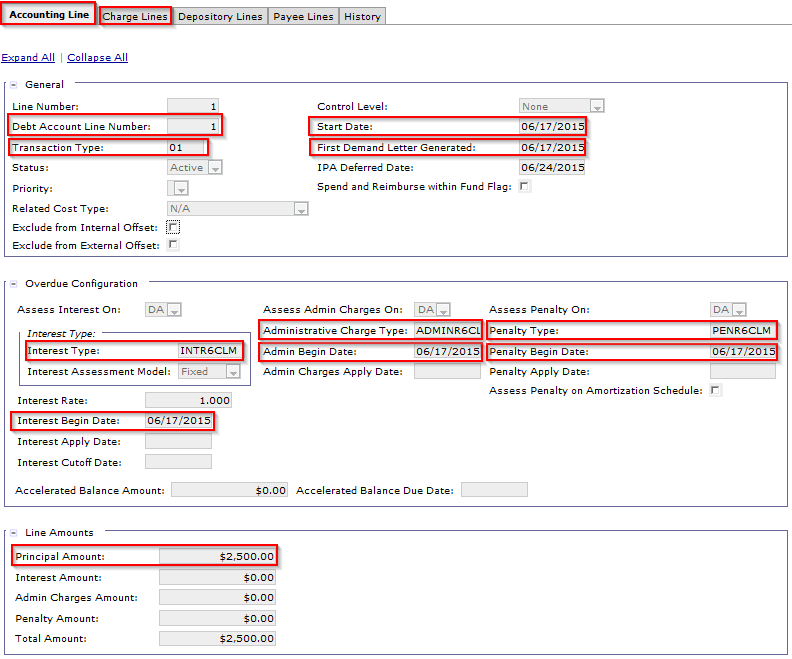 Accounting Line Charge Lines Depository Lines Payee Lines History
Expand All | Collapse All
General
Line Number: 1 Control Level: None
Debt Account Line Number: 1 Start Date: 06/17/2015
Transaction Type: 01 First Demand Letter Generated: 06/17/2015
Status: Active IPA Deferred Date: 06/24/2015
Priority: Spend and Reimburse within Fund Flag:
Related Cost Type: N/A
Exclude from Internal Offset:
Exclude from External Offset:
Overdue Configuration
Assess Interest On: DA Assess Admin Charges On: DA Assess Penalty On: DA
Interest Type: Administrative Charge Type: ADMINR6CL Penalty Type: PENR6CLM
Interest Type: INTR6CLM Admin Begin Date: 06/17/2015 Penalty Begin Date: 06/17/2015
Interest Assessment Model: Fixed Admin Charges Apply Date: Penalty Apply Date:
Assess Penalty on Amortization Schedule:
Interest Rate: 1.000
Interest Begin Date: 06/17/2015
Interest Apply Date:
Interest Cutoff Date:
Accelerated Balance Amount: $0.00 Accelerated Balance Due Date:
Line Amounts
Principal Amount: $2,500.00
Interest Amount: $0.00
Admin Charges Amount: $0.00
Penalty Amount: $0.00
Total Amount: $2,500.00